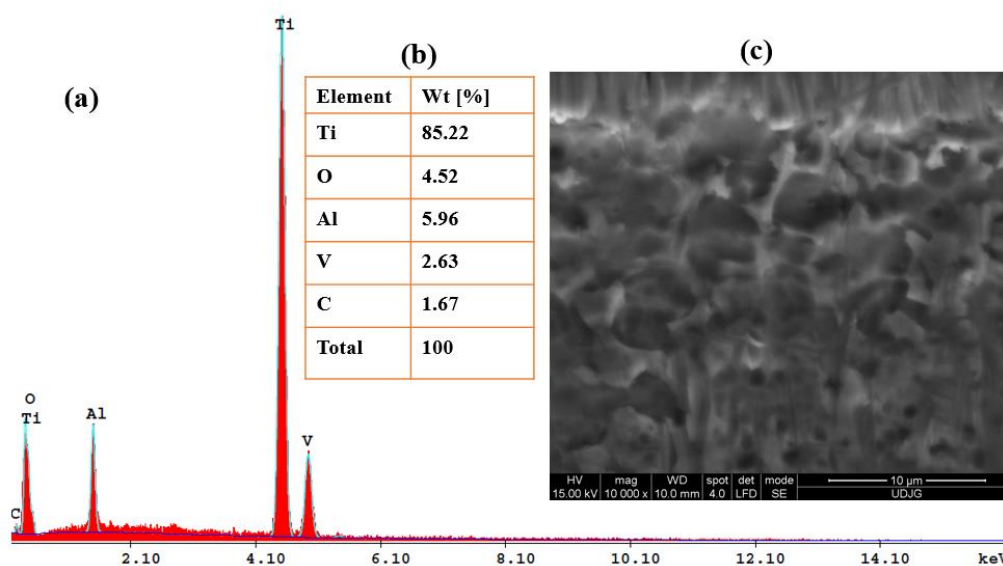 (a)
Ti
O
Ti
Al
V
C
2.10 4.10 6.10 8.10 10.10 12.10 14.10 keV
(b)
Element Wt [%]
Ti 85.22
O 4.52
Al 5.96
V 2.63
C 1.67
Total 100
(c)
HV mag WD spot det mode 10 µm
15.00 kV 10 000 x 10.0 mm 4.0 LFD SE UDJG